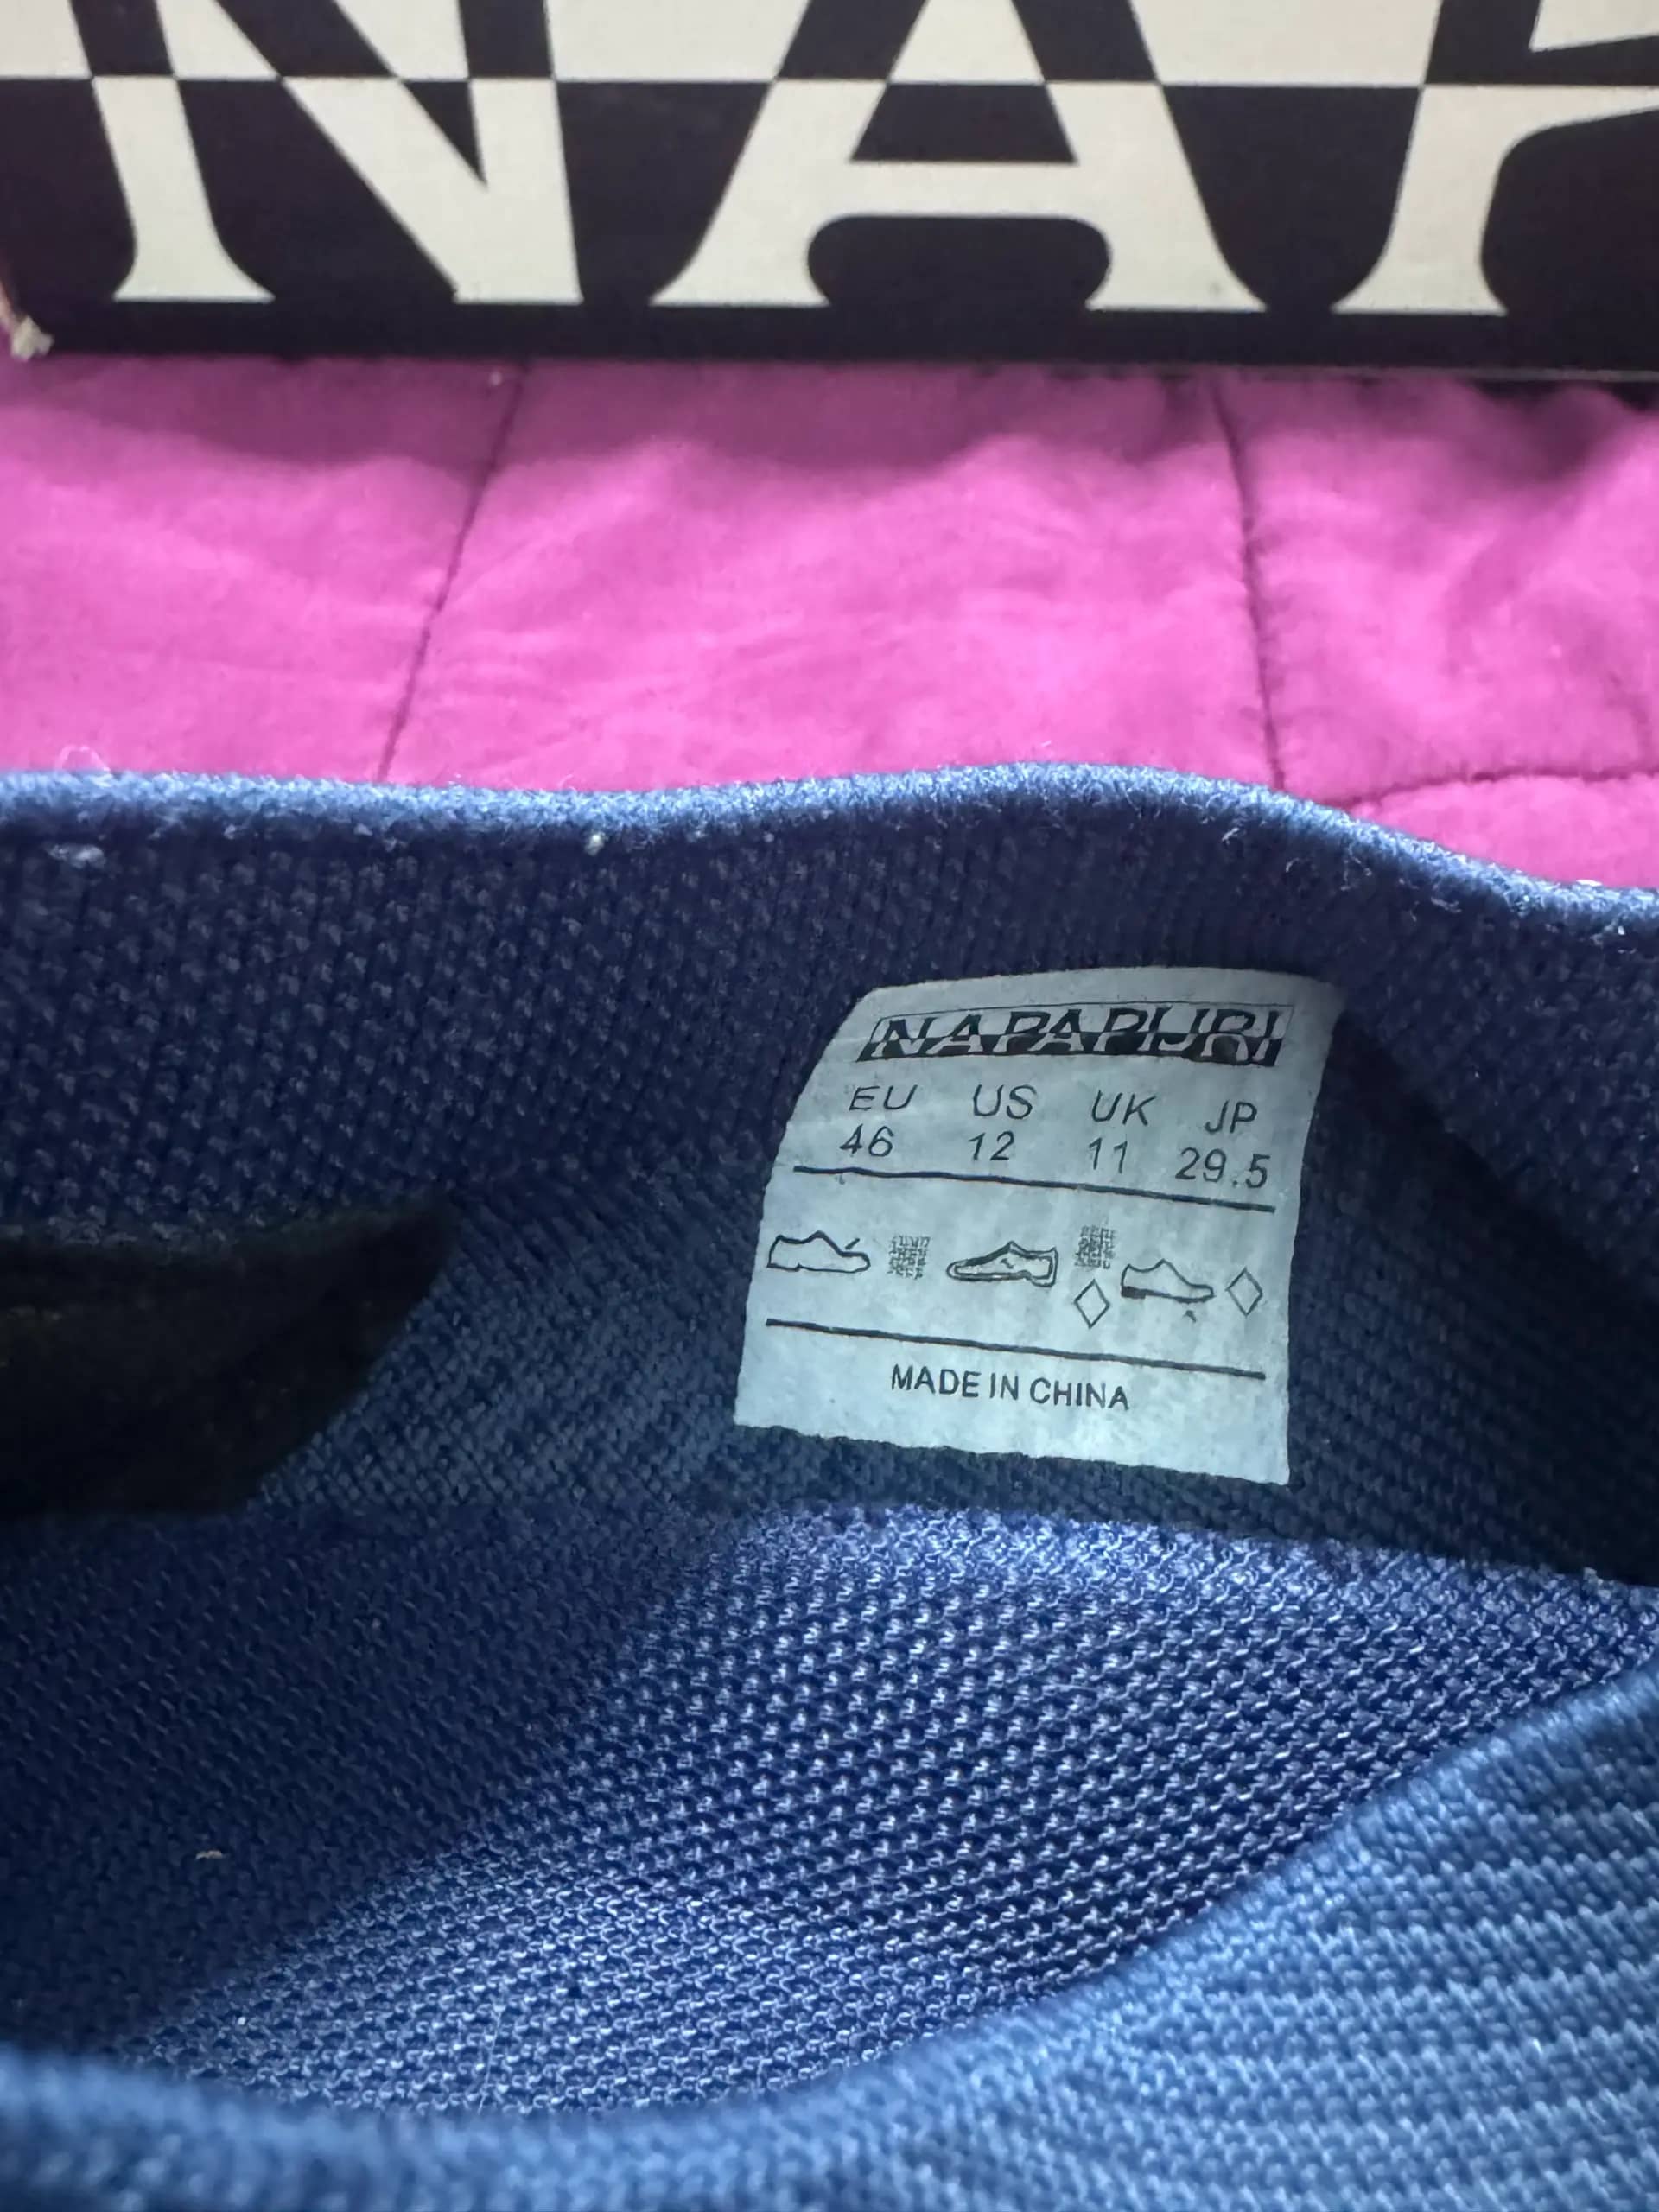 NAP
NAPAPIJRI
EU US UK JP
46 12 11 29.5
MADE IN CHINA